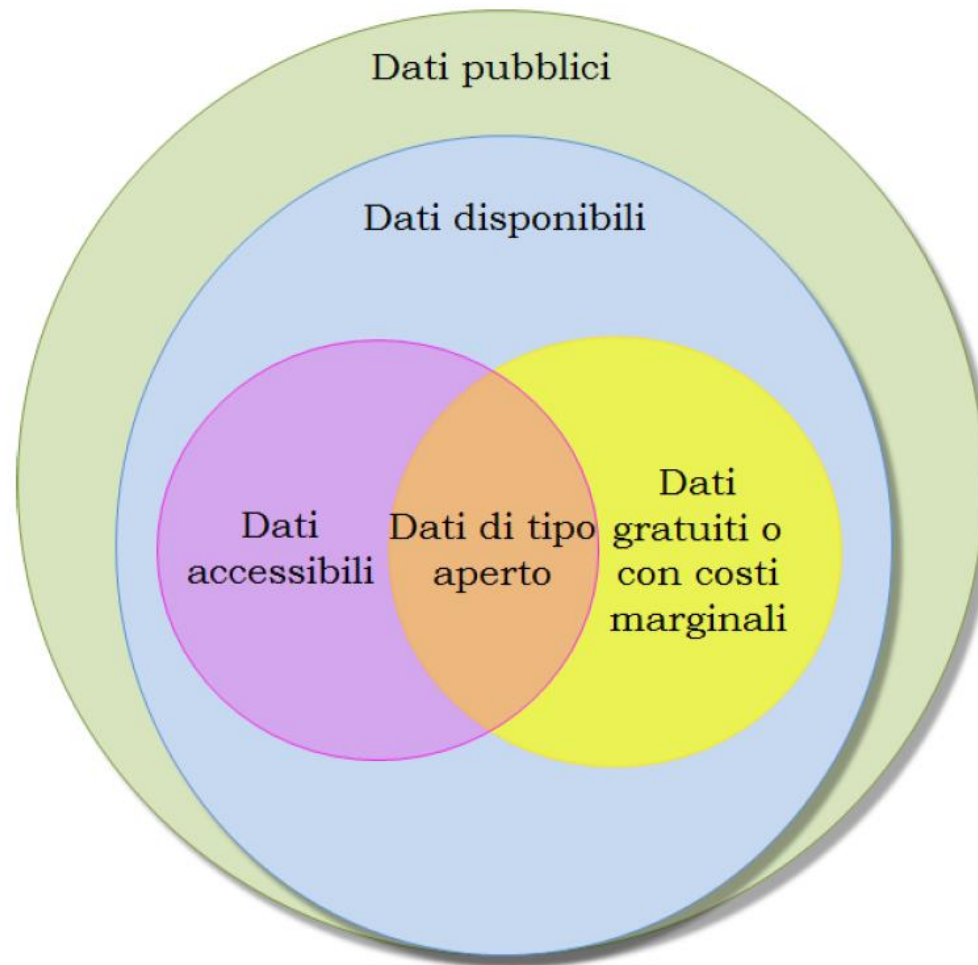 Dati pubblici
Dati disponibili
Dati
accessibili
Dati di tipo
aperto
Dati
gratuiti o
con costi
marginali